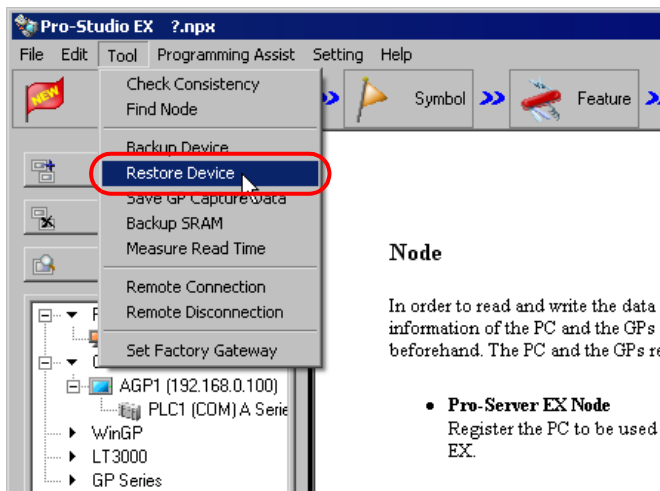 Pro-Studio EX ?.npx
File Edit Tool Programming Assist Setting Help
NEW
Symbol
Feature
Check Consistency
Find Node
Backup Device
Restore Device
Save GP Capture Data
Backup SRAM
Measure Read Time
Remote Connection
Remote Disconnection
Set Factory Gateway
AGP1 (192.168.0.100)
PLC1 (COM) A Serie
WinGP
LT3000
GP Series
Node
In order to read and write the data
information of the PC and the GPs
beforehand. The PC and the GPs re
• Pro-Server EX Node
Register the PC to be used
EX.